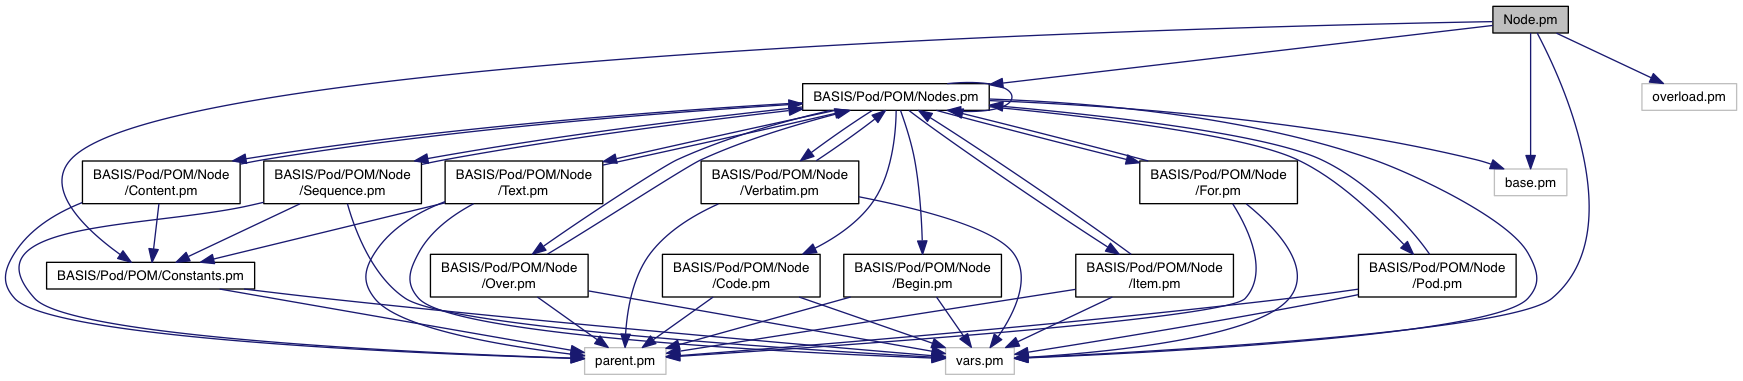 Node.pm
BASIS/Pod/POM/Nodes.pm
overload.pm
BASIS/Pod/POM/Node
/Content.pm
BASIS/Pod/POM/Node
/Sequence.pm
BASIS/Pod/POM/Node
/Text.pm
BASIS/Pod/POM/Node
/Verbatim.pm
BASIS/Pod/POM/Node
/For.pm
base.pm
BASIS/Pod/POM/Constants.pm
BASIS/Pod/POM/Node
/Over.pm
BASIS/Pod/POM/Node
/Code.pm
BASIS/Pod/POM/Node
/Begin.pm
BASIS/Pod/POM/Node
/Item.pm
BASIS/Pod/POM/Node
/Pod.pm
parent.pm
vars.pm